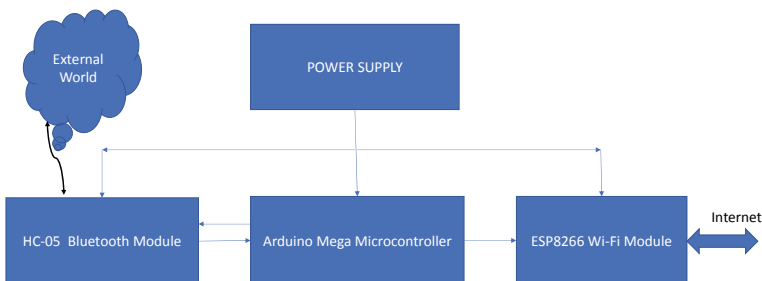 External
World
POWER SUPPLY
Internet
HC-05 Bluetooth Module
Arduino Mega Microcontroller
ESP8266 Wi-Fi Module